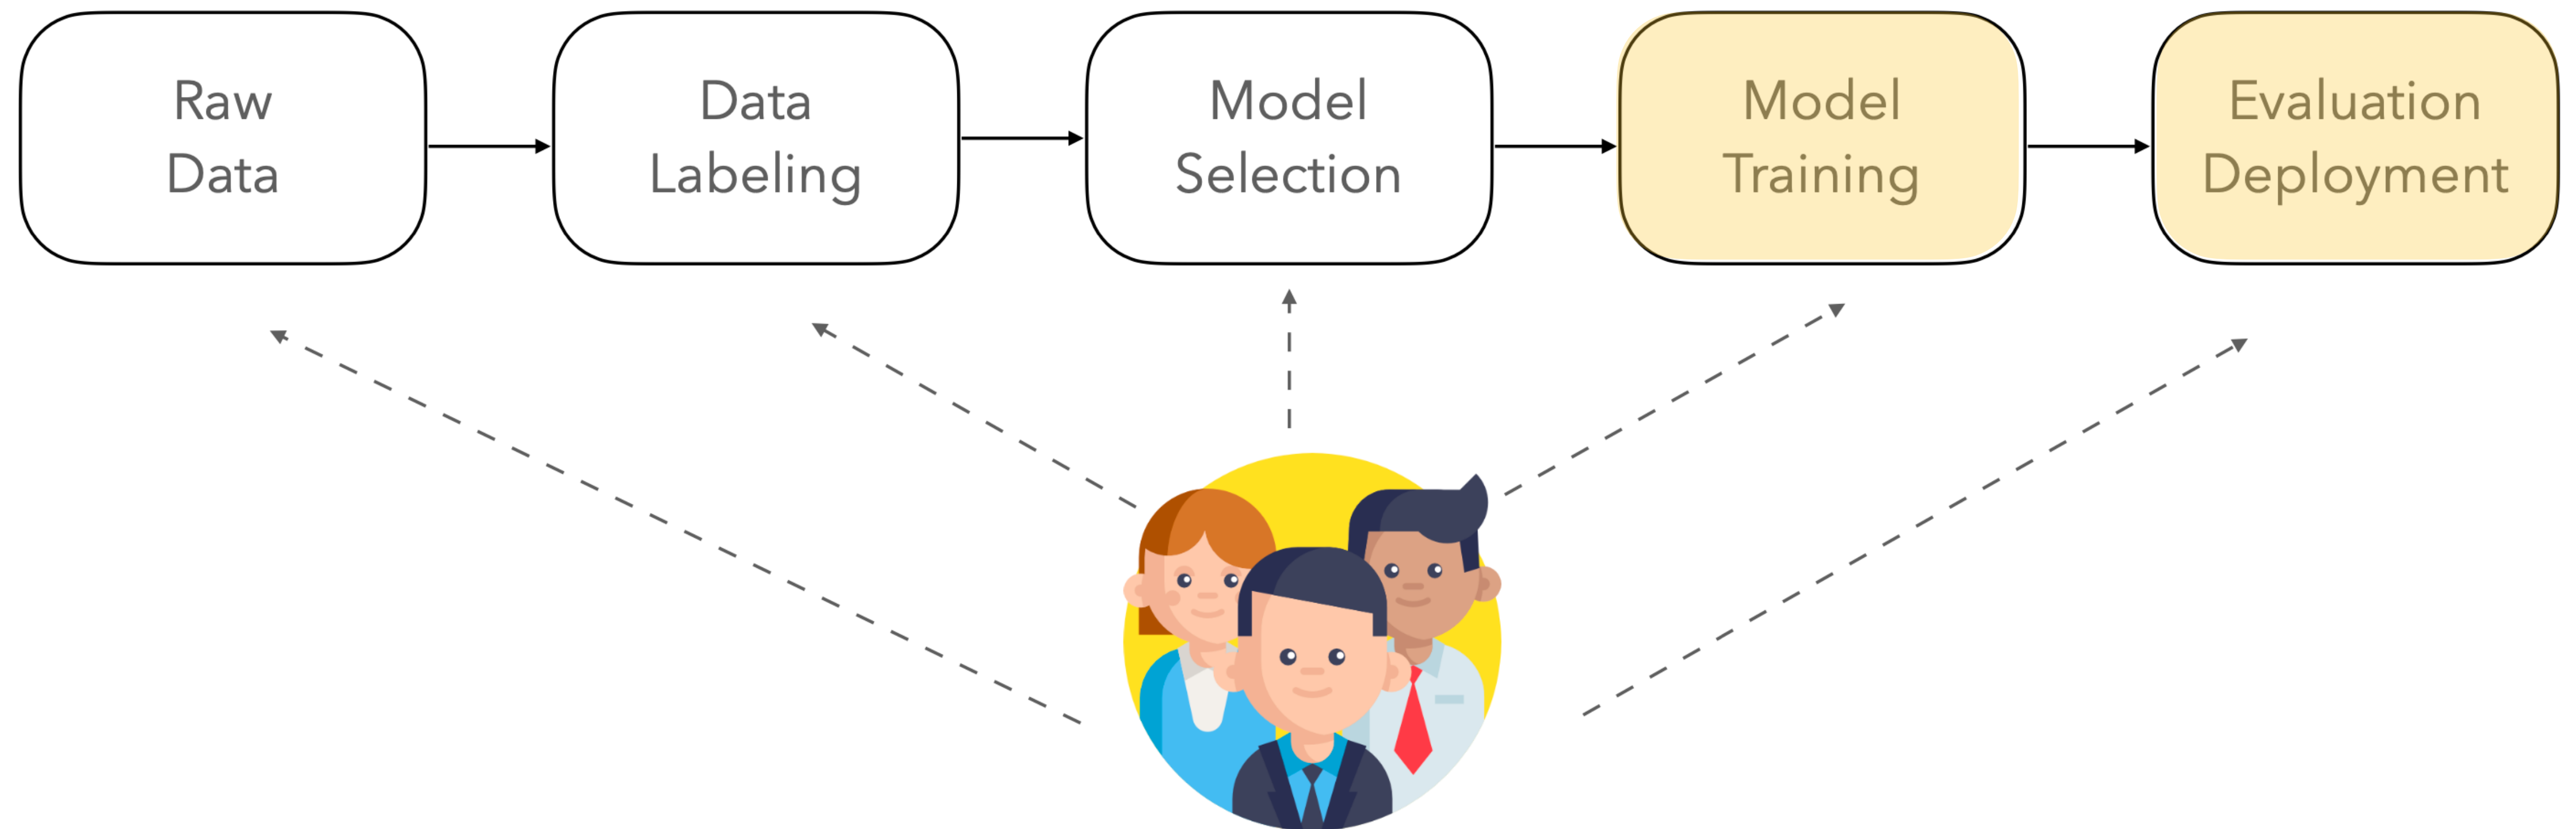 Raw
Data
Data
Labeling
Model
Selection
Model
Training
Evaluation
Deployment